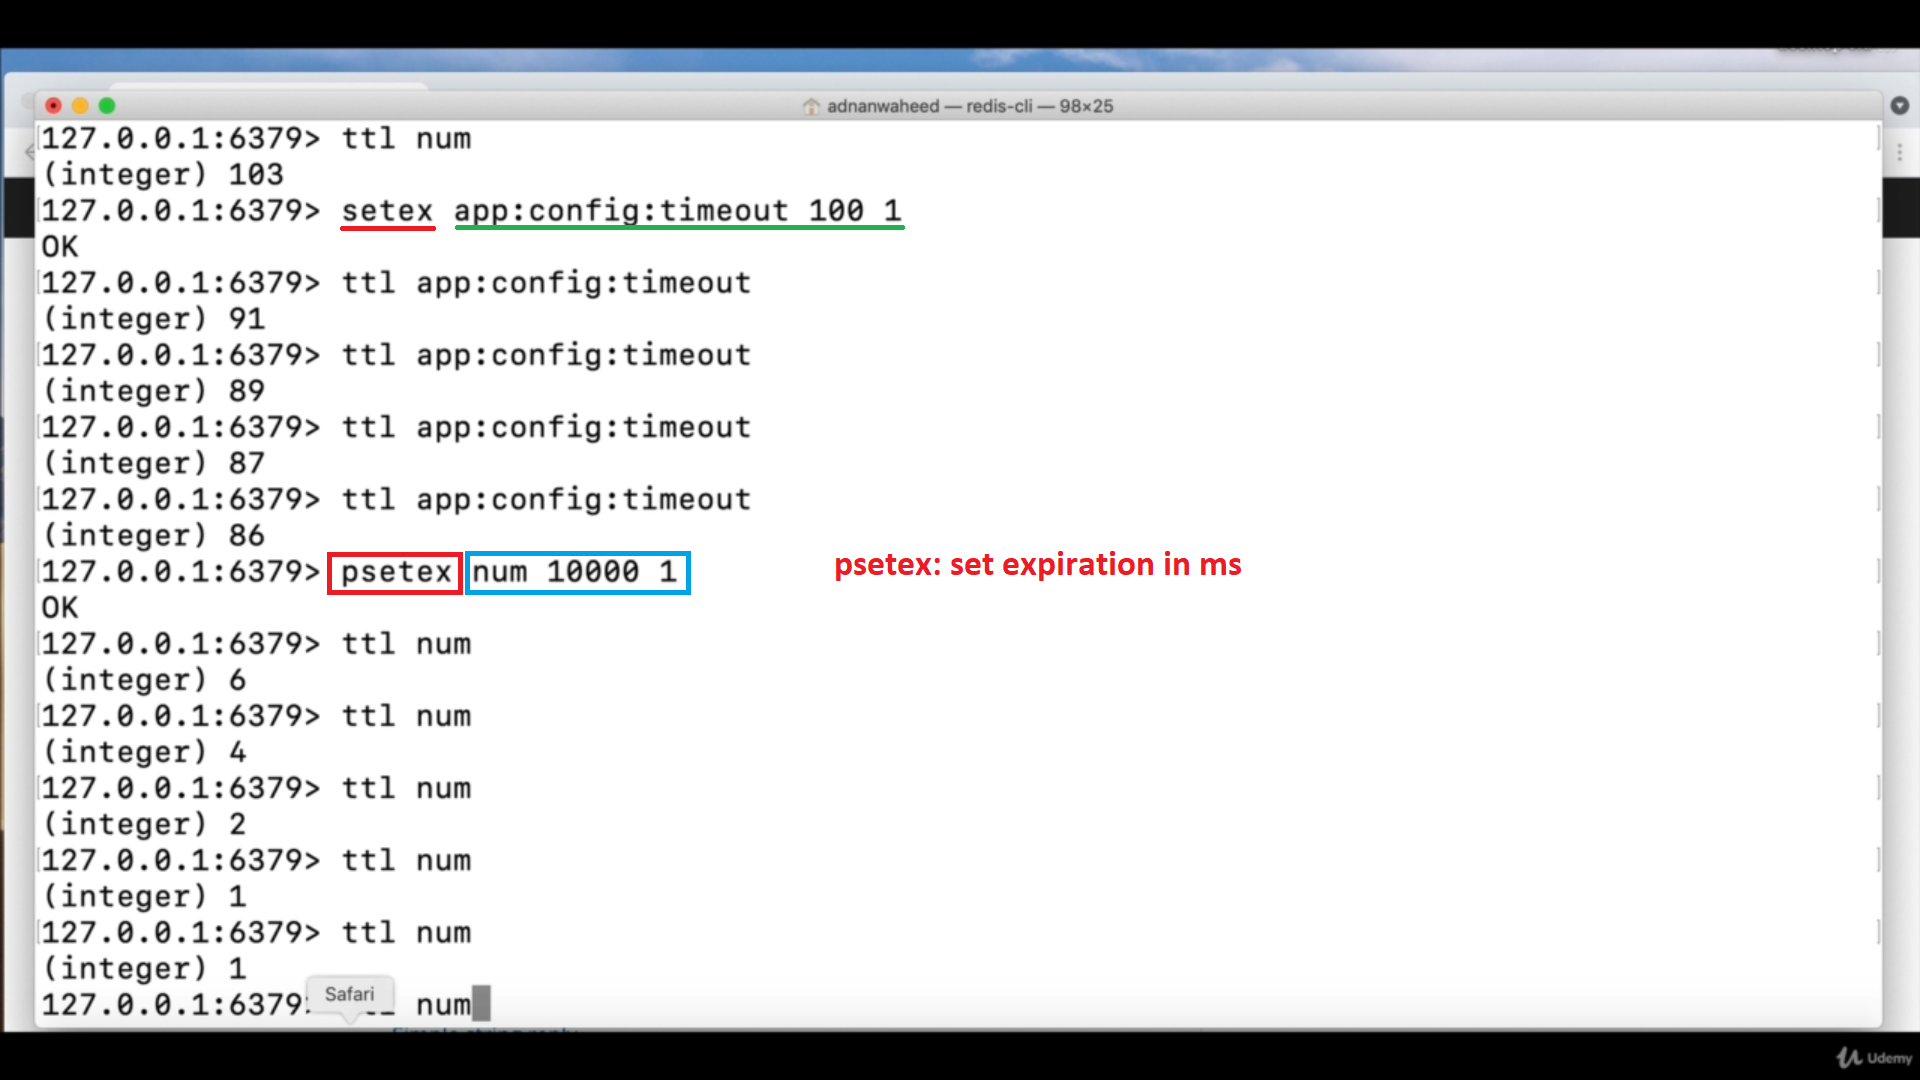 adnanwaheed — redis-cli — 98×25
127.0.0.1:6379> ttl num
(integer) 103
127.0.0.1:6379> setex app:config:timeout 100 1
OK
127.0.0.1:6379> ttl app:config:timeout
(integer) 91
127.0.0.1:6379> ttl app:config:timeout
(integer) 89
127.0.0.1:6379> ttl app:config:timeout
(integer) 87
127.0.0.1:6379> ttl app:config:timeout
(integer) 86
127.0.0.1:6379> psetex num 10000 1
psetex: set expiration in ms
OK
127.0.0.1:6379> ttl num
(integer) 6
127.0.0.1:6379> ttl num
(integer) 4
127.0.0.1:6379> ttl num
(integer) 2
127.0.0.1:6379> ttl num
(integer) 1
127.0.0.1:6379> ttl num
(integer) 1
Safari
127.0.0.1:6379 num
Udemy